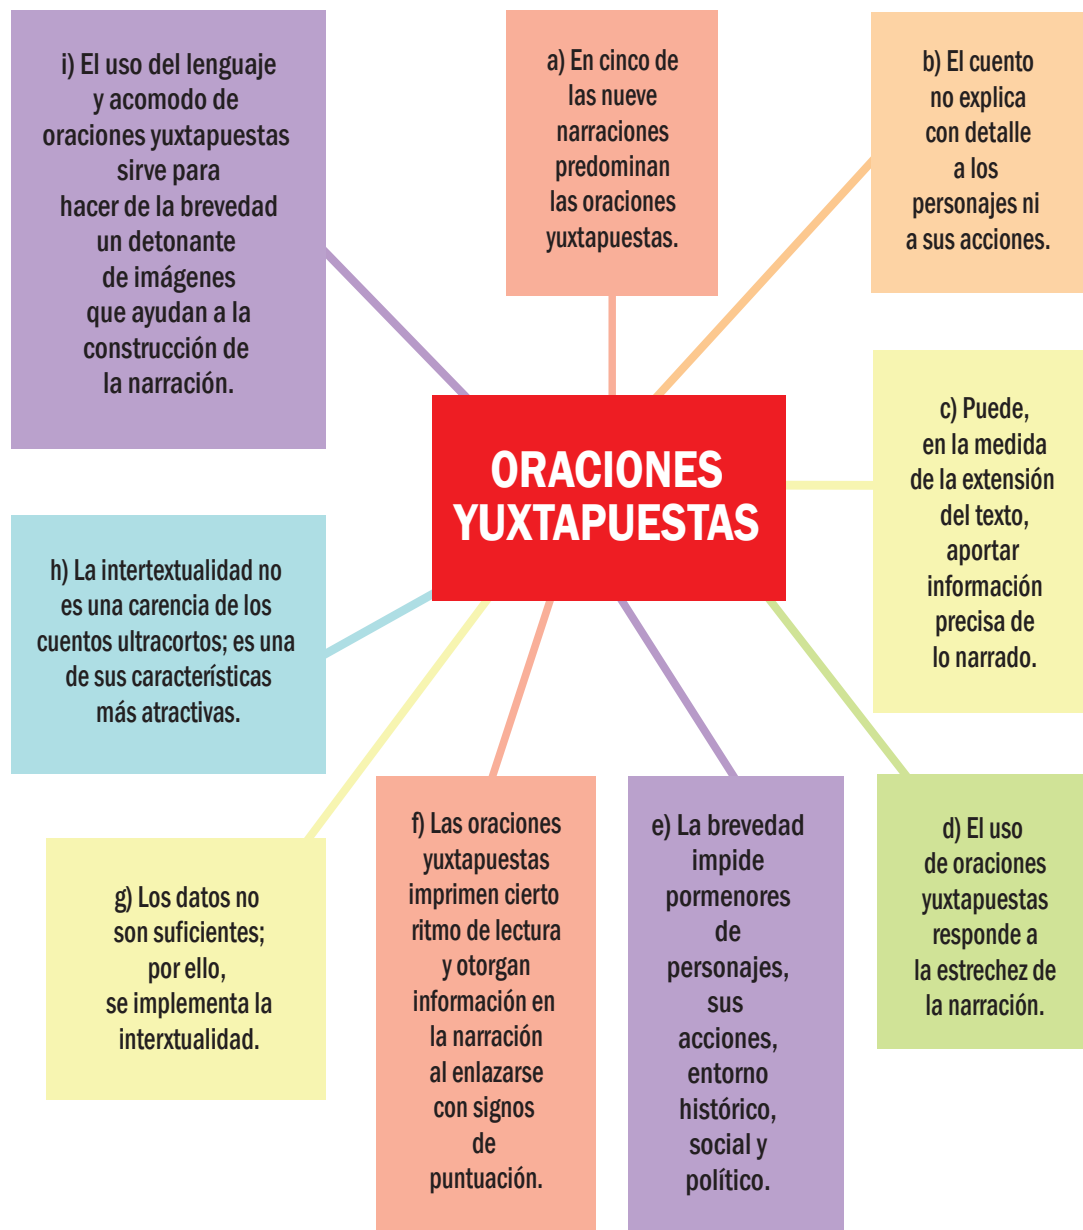 ORACIONES
YUXTAPUESTAS
a) En cinco de
las nueve
narraciones
predominan
las oraciones
yuxtapuestas.
b) El cuento
no explica
con detalle
a los
personajes ni
a sus acciones.
c) Puede,
en la medida
de la extensión
del texto,
aportar
información
precisa de
lo narrado.
d) El uso
de oraciones
yuxtapuestas
responde a
la estrechez de
la narración.
e) La brevedad
impide
pormenores
de
personajes,
sus
acciones,
entorno
histórico,
social y
político.
f) Las oraciones
yuxtapuestas
imprimen cierto
ritmo de lectura
y otorgan
información en
la narración
al enlazarse
con signos
de
puntuación.
g) Los datos no
son suficientes;
por ello,
se implementa la
interxtualidad.
h) La intertextualidad no
es una carencia de los
cuentos ultracortos; es una
de sus características
más atractivas.
i) El uso del lenguaje
y acomodo de
oraciones yuxtapuestas
sirve para
hacer de la brevedad
un detonante
de imágenes
que ayudan a la
construcción de
la narración.